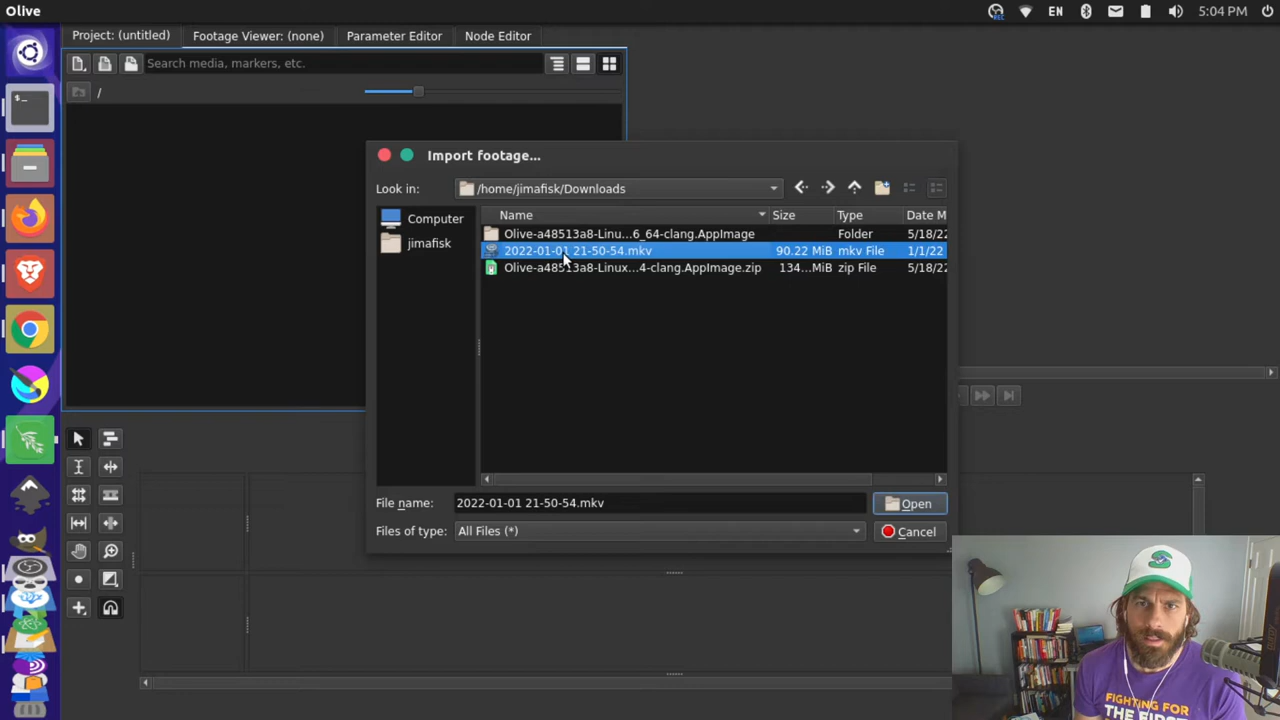 Olive
REC
EN
5:04 PM
Project: (untitled)
Footage Viewer: (none)
Parameter Editor
Node Editor
Search media, markers, etc.
/
Import footage...
Look in:
/home/jimafisk/Downloads
Computer
jimafisk
Name
Size
Type
Date M
Olive-a48513a8-Linu...6_64-clang.AppImage
Folder
5/18/22
2022-01-01 21-50-54.mkv
90.22 MiB
mkv File
1/1/22
Olive-a48513a8-Linux...4-clang.AppImage.zip
134...MiB
zip File
5/18/22
File name:
2022-01-01 21-50-54.mkv
Open
Files of type:
All Files (*)
Cancel
FIGHTING FOR
THE FIRST